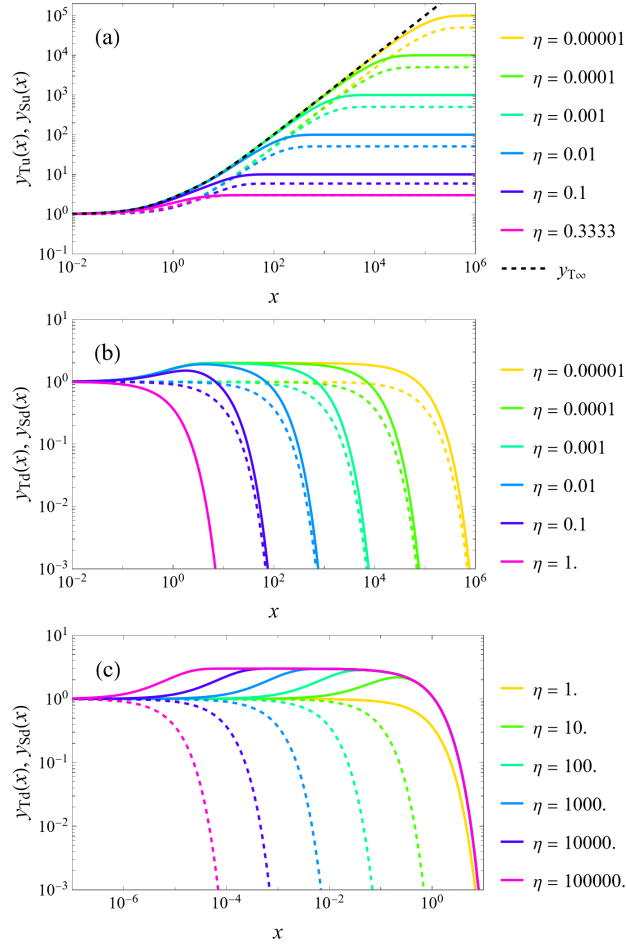 (a)
y_Tu(x), y_Su(x)
10^5
10^4
10^3
10^2
10^1
10^0
10^-1
10^-2 10^0 10^2 10^4 10^6
x
η = 0.00001
η = 0.0001
η = 0.001
η = 0.01
η = 0.1
η = 0.3333
y_T∞
(b)
y_Td(x), y_Sd(x)
10^1
10^0
10^-1
10^-2
10^-3
10^-2 10^0 10^2 10^4 10^6
x
η = 0.00001
η = 0.0001
η = 0.001
η = 0.01
η = 0.1
η = 1.
(c)
y_Td(x), y_Sd(x)
10^1
10^0
10^-1
10^-2
10^-3
10^-6 10^-4 10^-2 10^0
x
η = 1.
η = 10.
η = 100.
η = 1000.
η = 10000.
η = 100000.